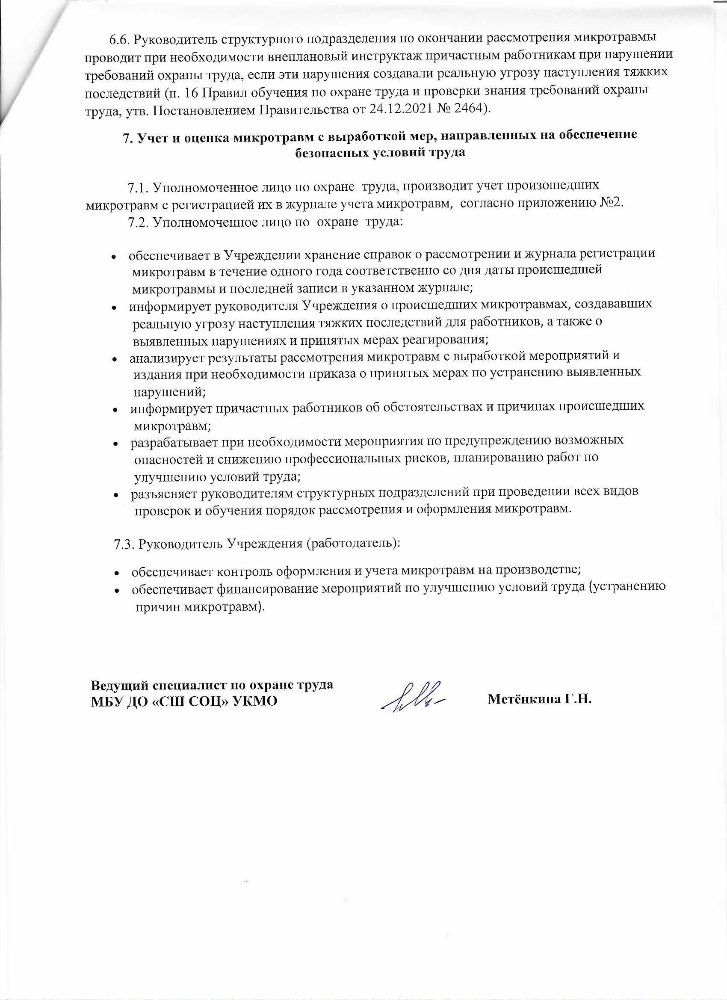 6.6. Руководитель структурного подразделения по окончании рассмотрения микротравмы
проводит при необходимости внеплановый инструктаж причастным работникам при нарушении
требований охраны труда, если эти нарушения создавали реальную угрозу наступления тяжких
последствий (п. 16 Правил обучения по охране труда и проверки знания требований охраны
труда, утв. Постановлением Правительства от 24.12.2021 № 2464).
7. Учет и оценка микротравм с выработкой мер, направленных на обеспечение
безопасных условий труда
7.1. Уполномоченное лицо по охране труда, производит учет произошедших
микротравм с регистрацией их в журнале учета микротравм, согласно приложению №2.
7.2. Уполномоченное лицо по охране труда:
• обеспечивает в Учреждении хранение справок о рассмотрении и журнала регистрации
микротравм в течение одного года соответственно со дня даты происшедшей
микротравмы и последней записи в указанном журнале;
• информирует руководителя Учреждения о происшедших микротравмах, создававших
реальную угрозу наступления тяжких последствий для работников, а также о
выявленных нарушениях и принятых мерах реагирования;
• анализирует результаты рассмотрения микротравм с выработкой мероприятий и
издания при необходимости приказа о принятых мерах по устранению выявленных
нарушений;
• информирует причастных работников об обстоятельствах и причинах происшедших
микротравм;
• разрабатывает при необходимости мероприятия по предупреждению возможных
опасностей и снижению профессиональных рисков, планированию работ по
улучшению условий труда;
• разъясняет руководителям структурных подразделений при проведении всех видов
проверок и обучения порядок рассмотрения и оформления микротравм.
7.3. Руководитель Учреждения (работодатель):
• обеспечивает контроль оформления и учета микротравм на производстве;
• обеспечивает финансирование мероприятий по улучшению условий труда (устранению
причин микротравм).
Ведущий специалист по охране труда
МБУ ДО «СШ СОЦ» УКМО Метёнкина Г.Н.